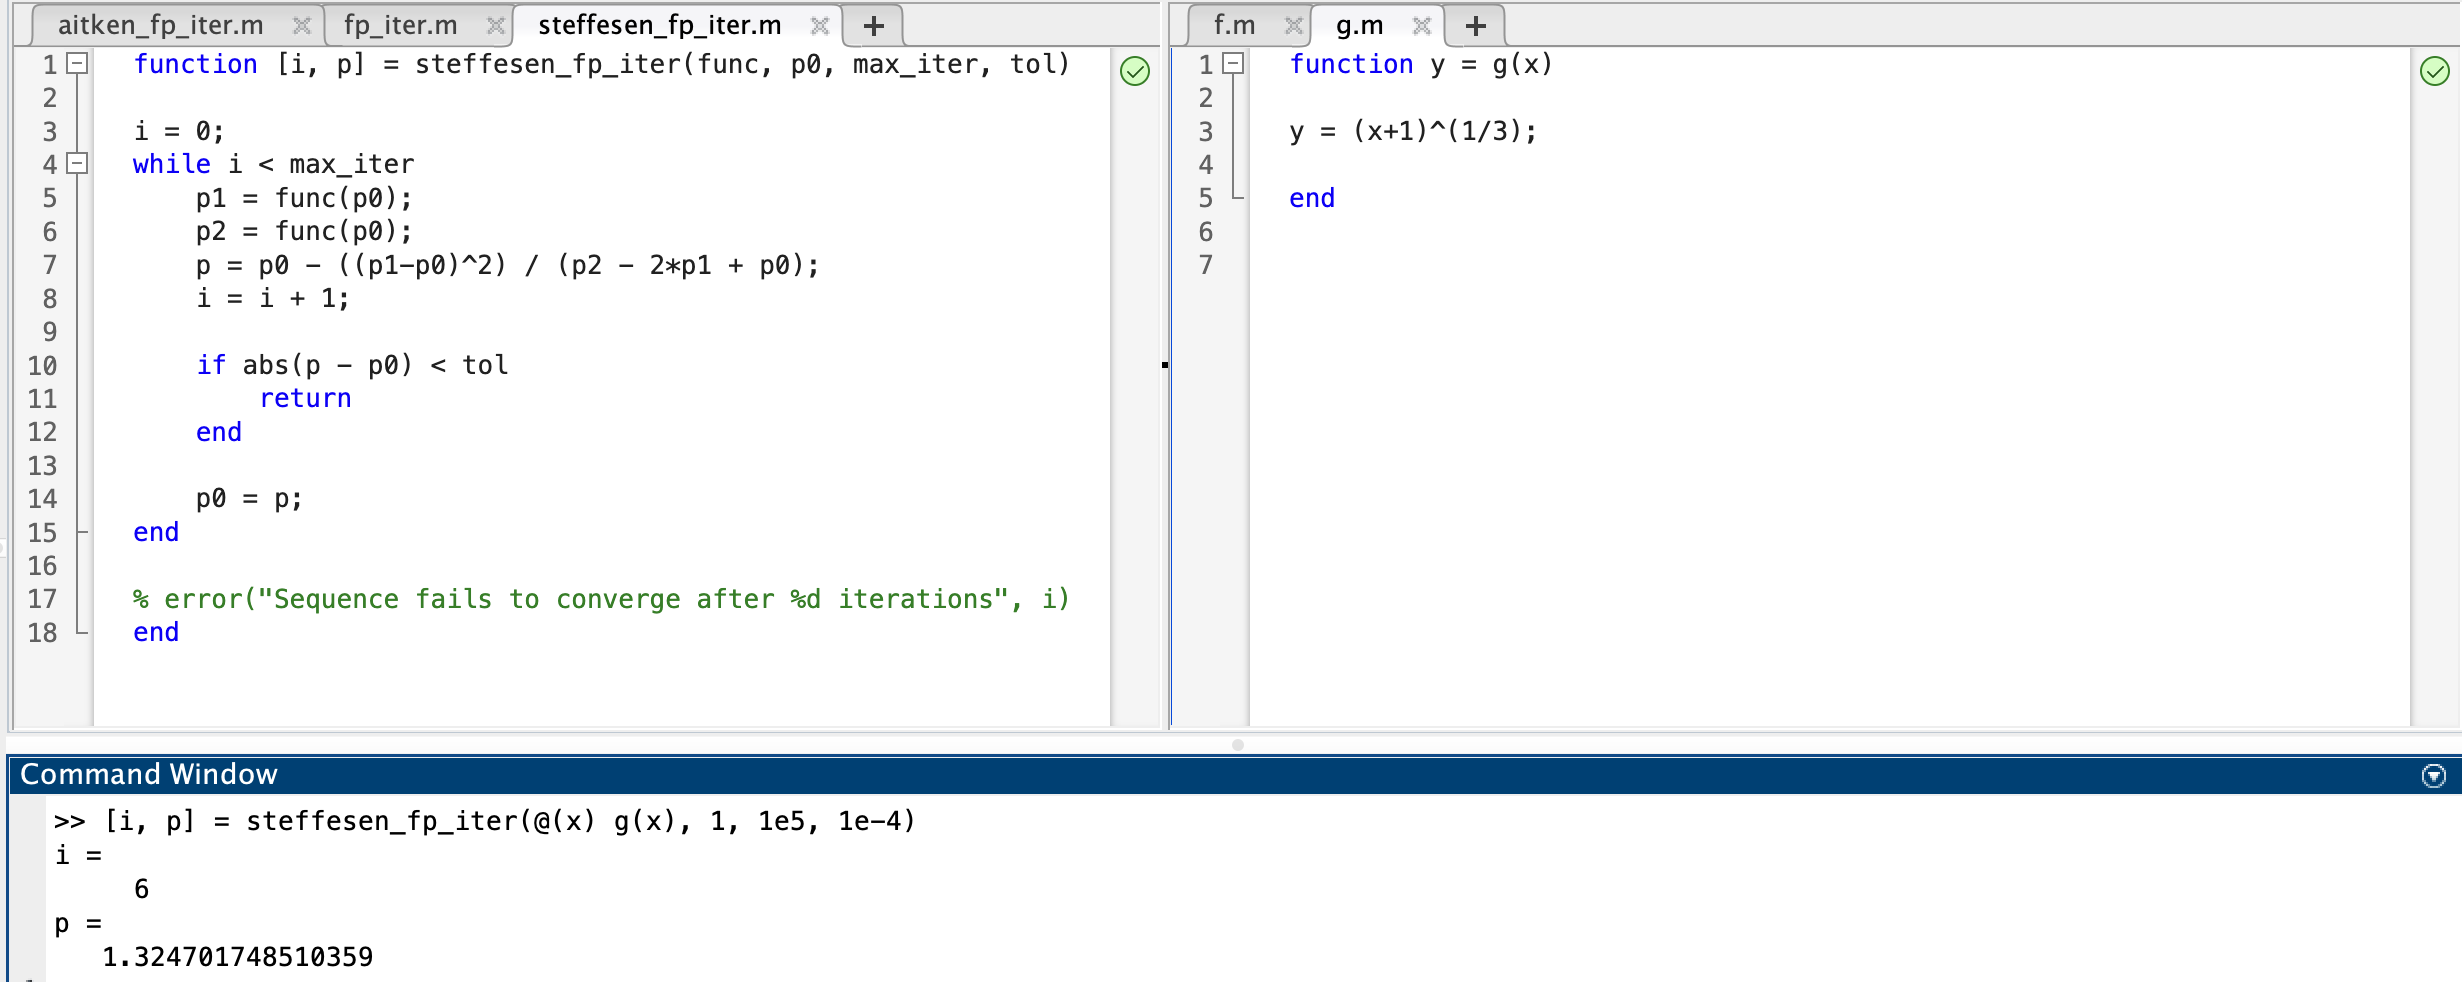 aitken_fp_iter.m fp_iter.m steffesen_fp_iter.m +
1 function [i, p] = steffesen_fp_iter(func, p0, max_iter, tol)
2
3 i = 0;
4 while i < max_iter
5 p1 = func(p0);
6 p2 = func(p0);
7 p = p0 - ((p1-p0)^2) / (p2 - 2*p1 + p0);
8 i = i + 1;
9
10 if abs(p - p0) < tol
11 return
12 end
13
14 p0 = p;
15 end
16
17 % error("Sequence fails to converge after %d iterations", i)
18 end
f.m g.m +
1 function y = g(x)
2
3 y = (x+1)^(1/3);
4
5 end
6
7
Command Window
>> [i, p] = steffesen_fp_iter(@(x) g(x), 1, 1e5, 1e-4)
i =
6
p =
1.324701748510359